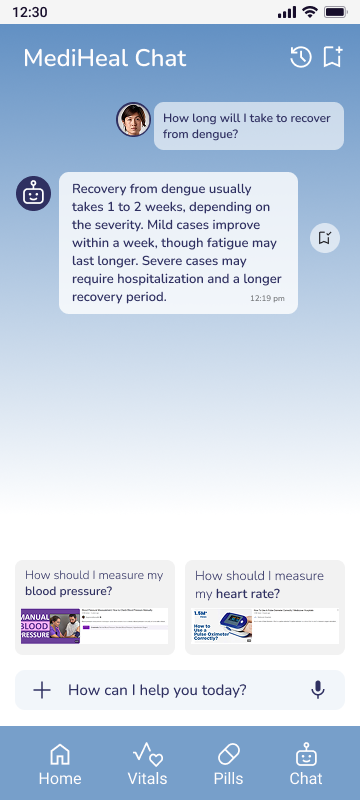 12:30
MediHeal Chat
How long will I take to recover
from dengue?
Recovery from dengue usually
takes 1 to 2 weeks, depending on
the severity. Mild cases improve
within a week, though fatigue may
last longer. Severe cases may
require hospitalization and a longer
recovery period.
12:19 pm
How should I measure my
blood pressure?
MANUAL
BLOOD
PRESSURE
How should I measure
my heart rate?
1.5M+
How to
Use a
Pulse Oximeter
Correctly?
How can I help you today?
Home
Vitals
Pills
Chat